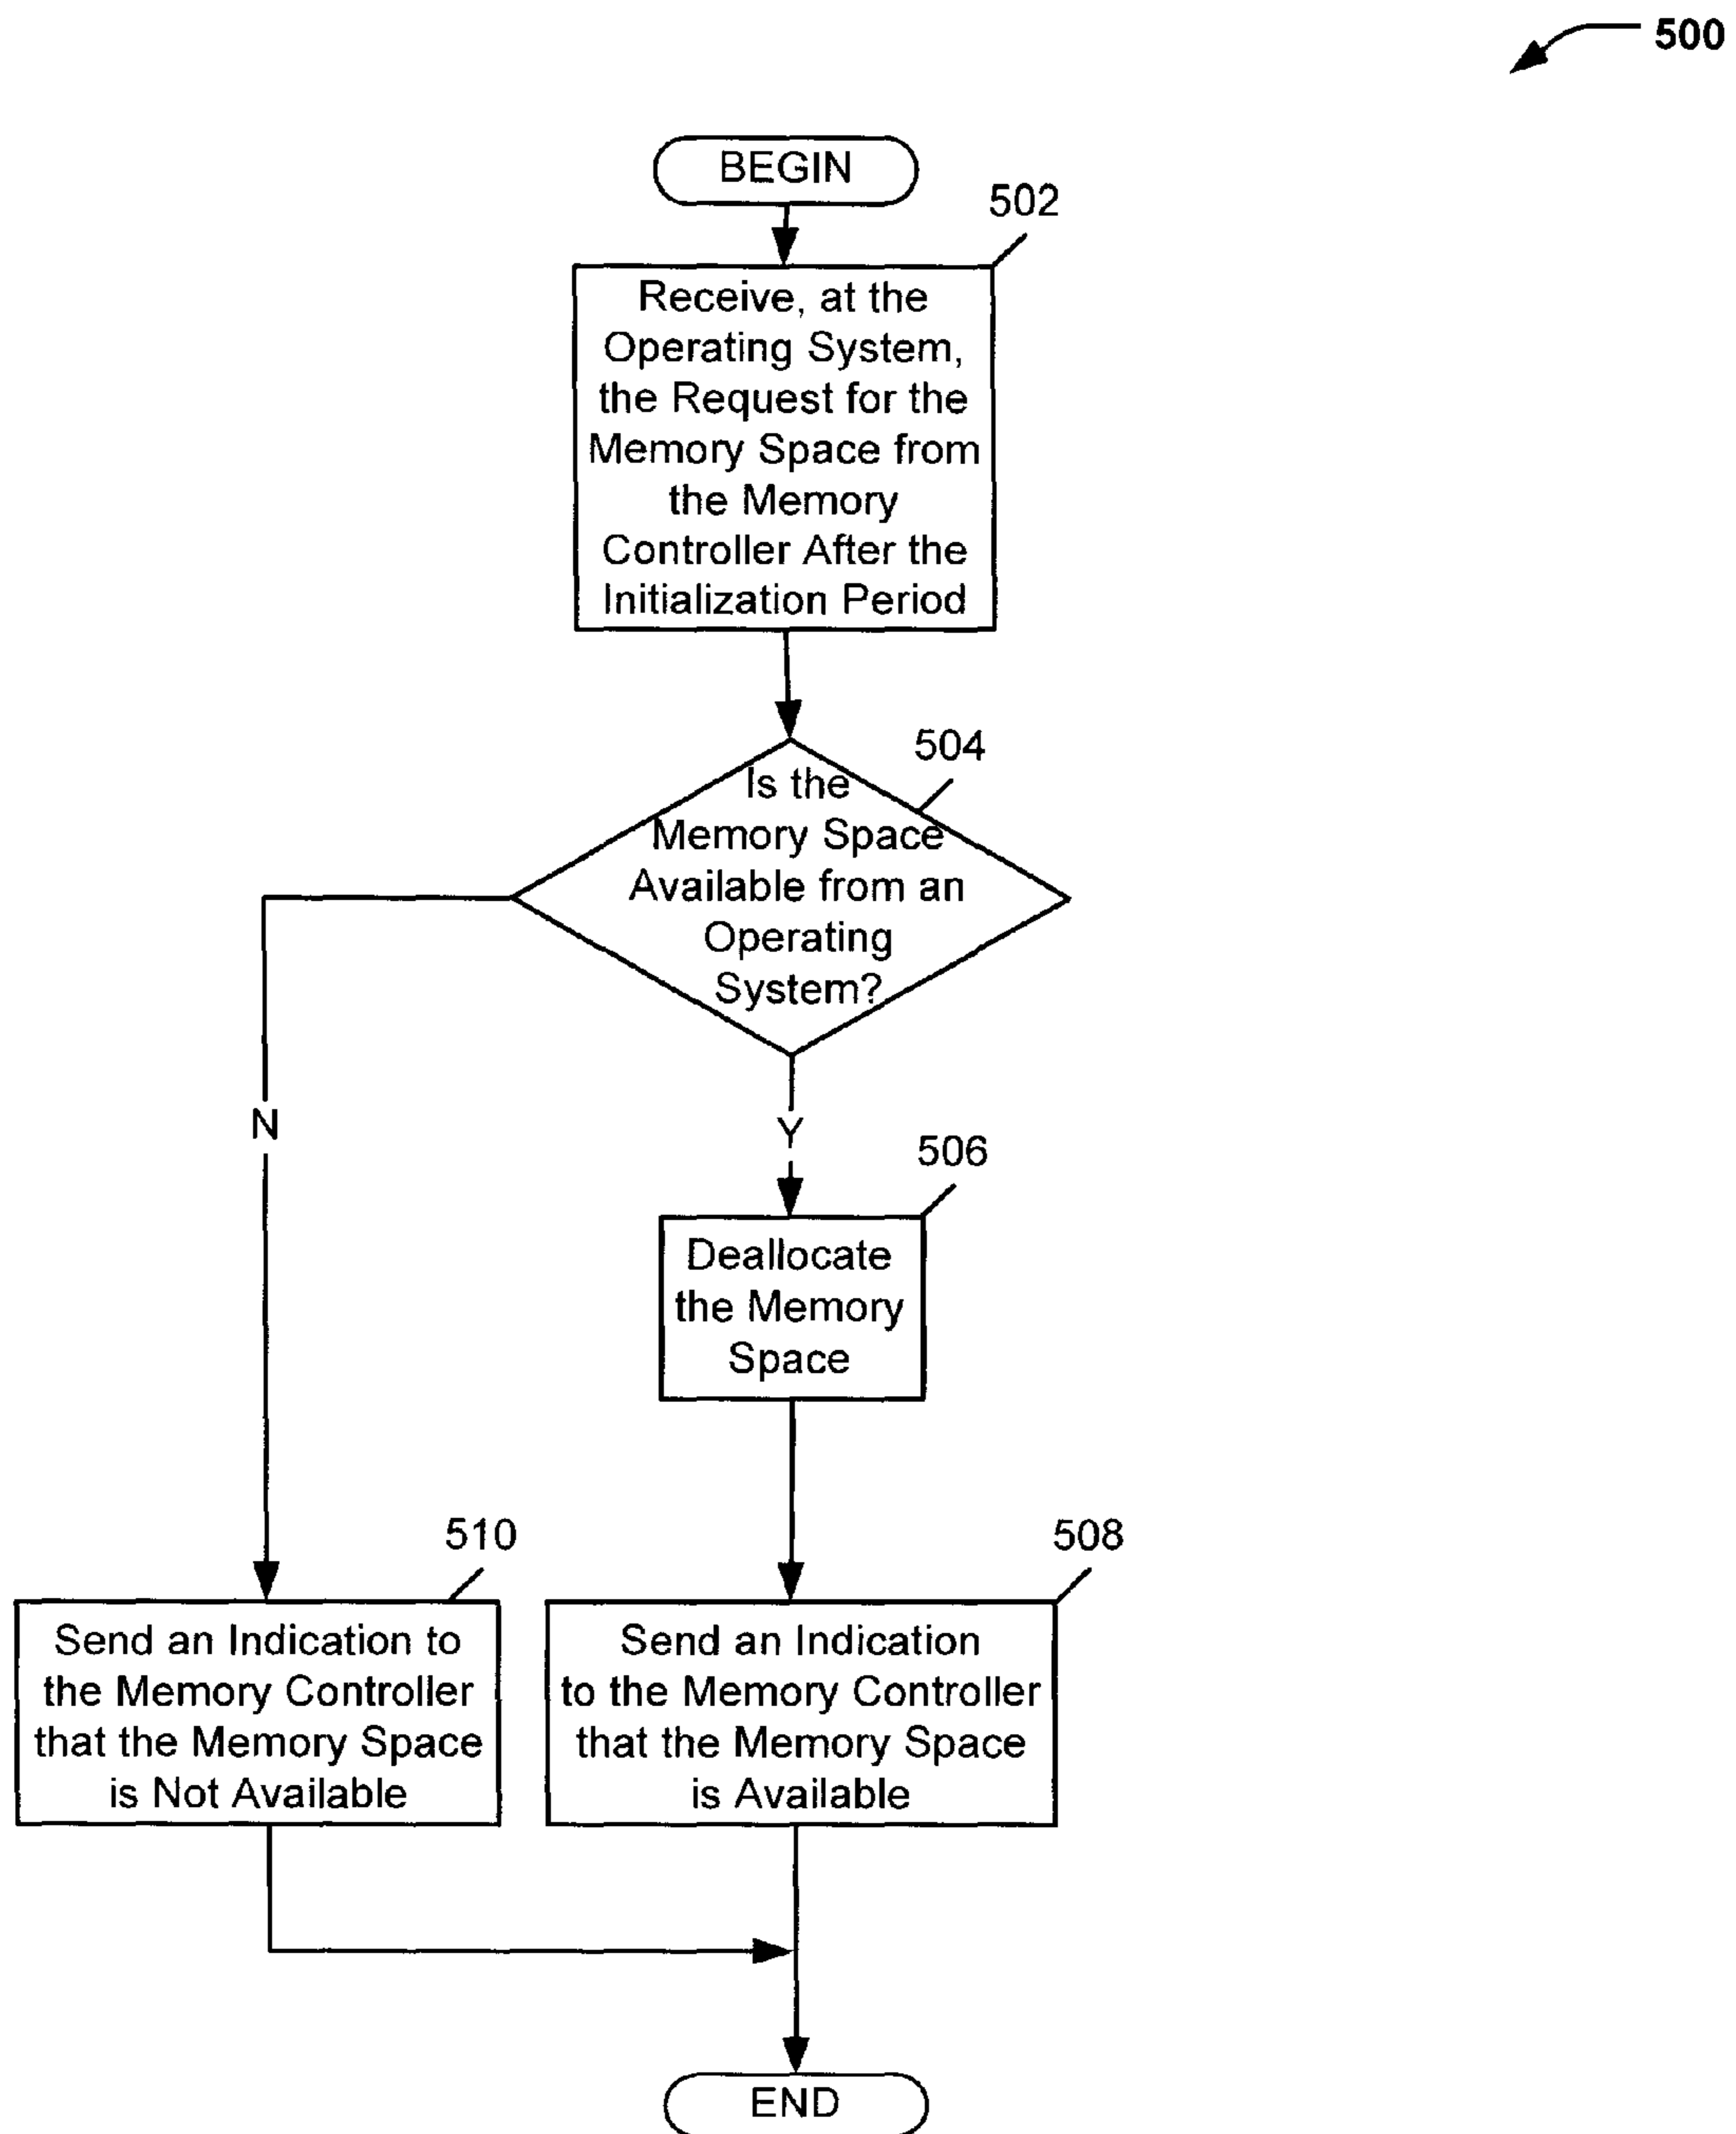 500
BEGIN
502
Receive, at the
Operating System,
the Request for the
Memory Space from
the Memory
Controller After the
Initialization Period
504
Is the
Memory Space
Available from an
Operating
System?
N
Y
506
Deallocate
the Memory
Space
510
Send an Indication to
the Memory Controller
that the Memory Space
is Not Available
508
Send an Indication
to the Memory Controller
that the Memory Space
is Available
END